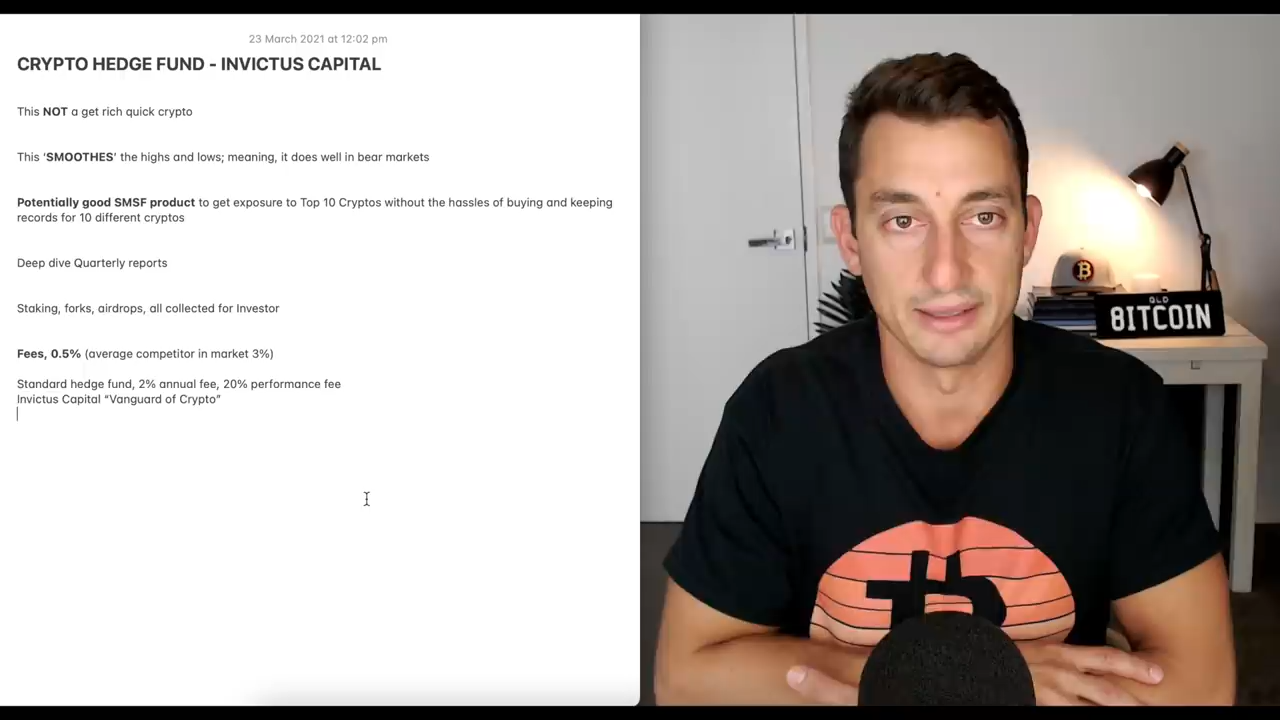 23 March 2021 at 12:02 pm
CRYPTO HEDGE FUND - INVICTUS CAPITAL
This NOT a get rich quick crypto
This ‘SMOOTHES’ the highs and lows; meaning, it does well in bear markets
Potentially good SMSF product to get exposure to Top 10 Cryptos without the hassles of buying and keeping
records for 10 different cryptos
Deep dive Quarterly reports
Staking, forks, airdrops, all collected for Investor
Fees, 0.5% (average competitor in market 3%)
Standard hedge fund, 2% annual fee, 20% performance fee
Invictus Capital “Vanguard of Crypto”
QLD
8ITCOIN